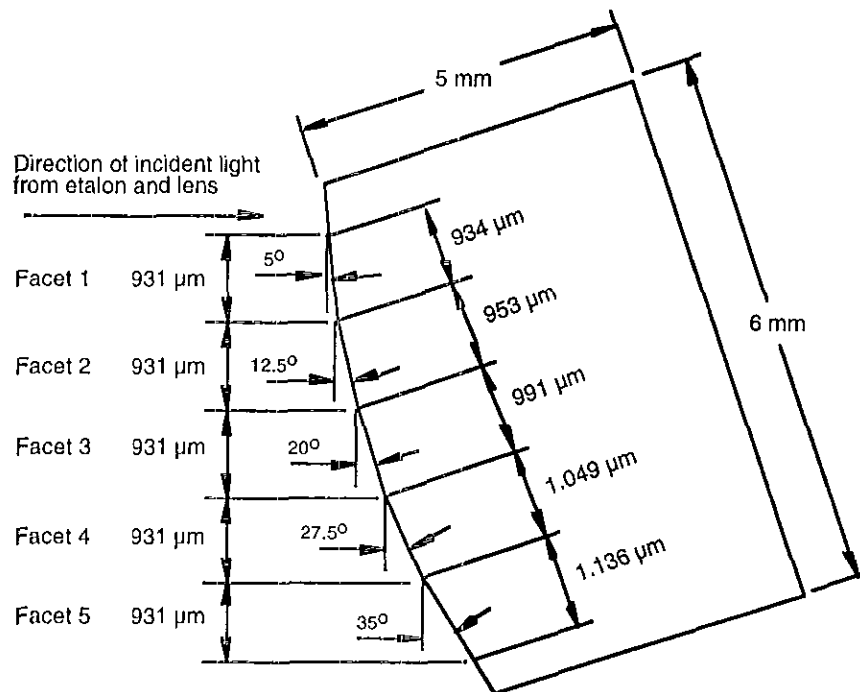 5 mm
Direction of incident light
from etalon and lens
934 µm
5º
Facet 1 931 µm
953 µm
6 mm
12.5º
Facet 2 931 µm
991 µm
Facet 3 931 µm
20º
1.049 µm
27.5º
Facet 4 931 µm
1.136 µm
Facet 5 931 µm
35º